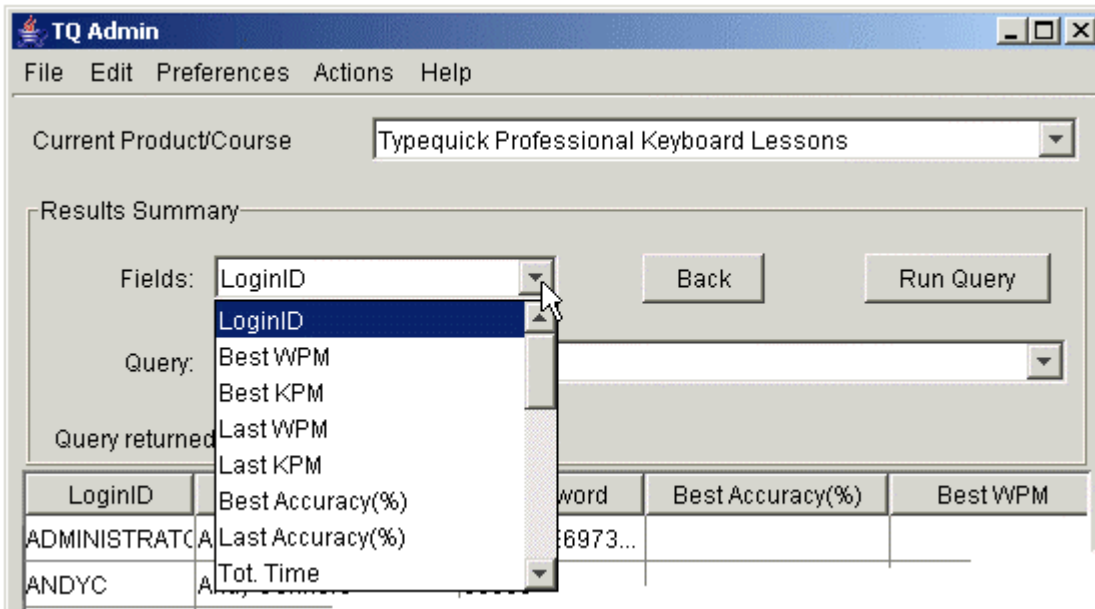 TQ Admin
File Edit Preferences Actions Help
Current Product/Course Typequick Professional Keyboard Lessons
Results Summary
Fields: LoginID Back Run Query
LoginID
Best WPM
Query:
Best KPM
Last WPM
Query returned
Last KPM
LoginID word Best Accuracy(%) Best WPM
Best Accuracy(%)
ADMINISTRATO A 6973...
Last Accuracy(%)
Tot. Time
ANDYC